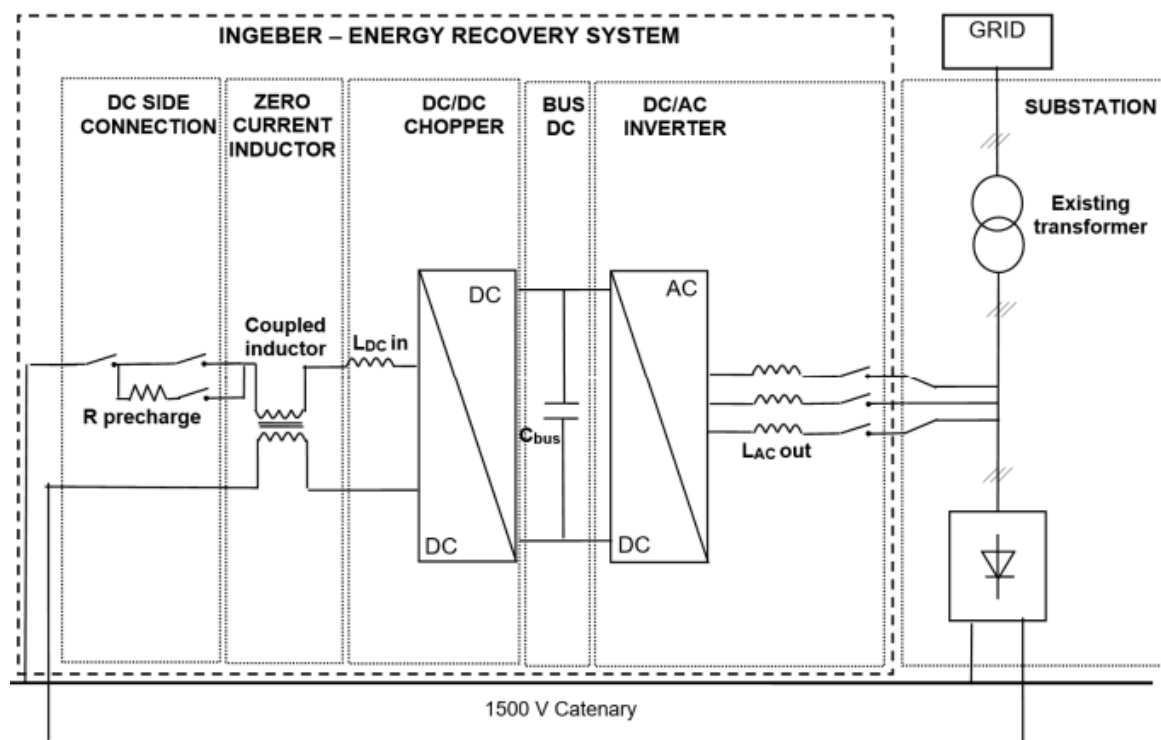 INGEBER – ENERGY RECOVERY SYSTEM
GRID
DC SIDE
CONNECTION
ZERO
CURRENT
INDUCTOR
DC/DC
CHOPPER
BUS
DC
DC/AC
INVERTER
SUBSTATION
Existing
transformer
DC
AC
Coupled
inductor
LDC in
R precharge
Cbus
LAC out
DC
DC
1500 V Catenary